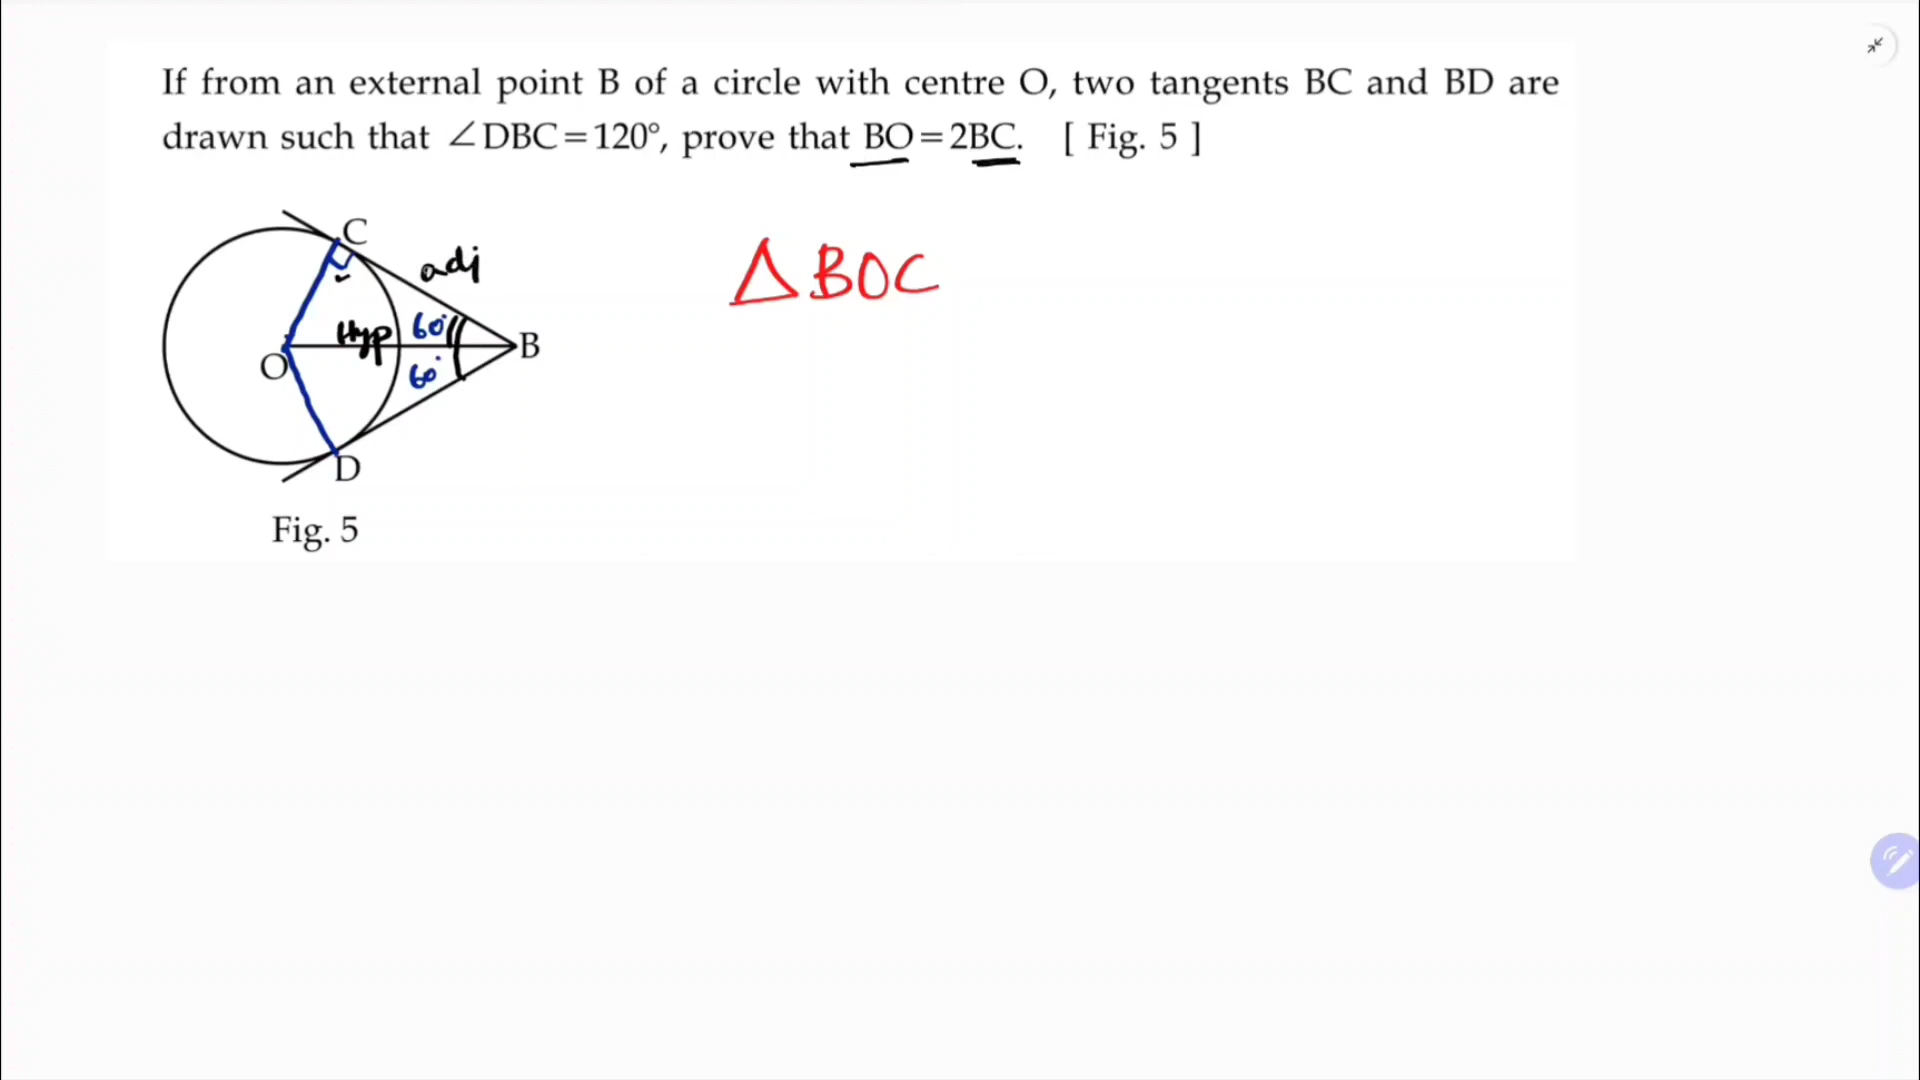 If from an external point B of a circle with centre O, two tangents BC and BD are
drawn such that ∠DBC=120°, prove that BO=2BC. [ Fig. 5 ]
C
adj
△BOC
Hyp
60°
B
O
60°
D
Fig. 5